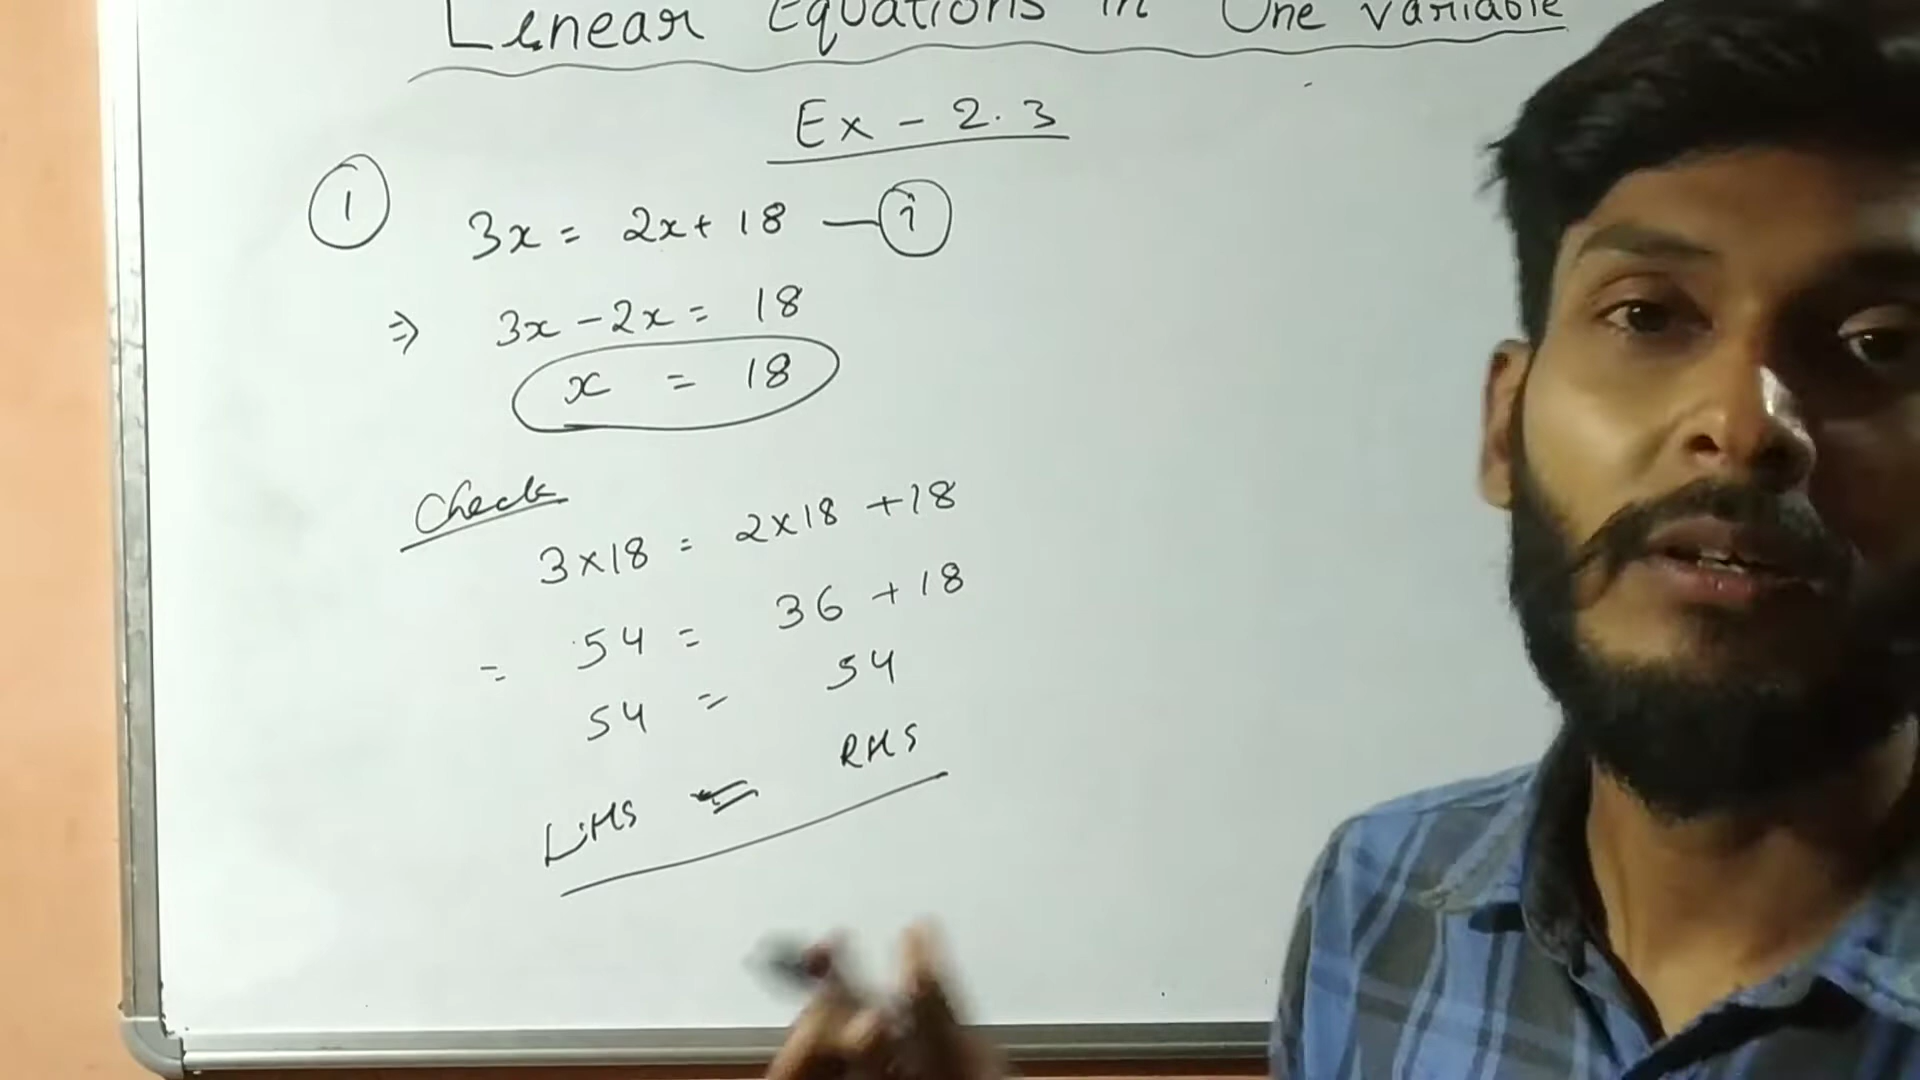 Linear Equations in One Variable
Ex - 2.3
1 3x = 2x + 18 — i
⇒ 3x - 2x = 18
x = 18
Check
3×18 = 2×18 + 18
= 54 = 36 + 18
54 = 54
LHS = RHS